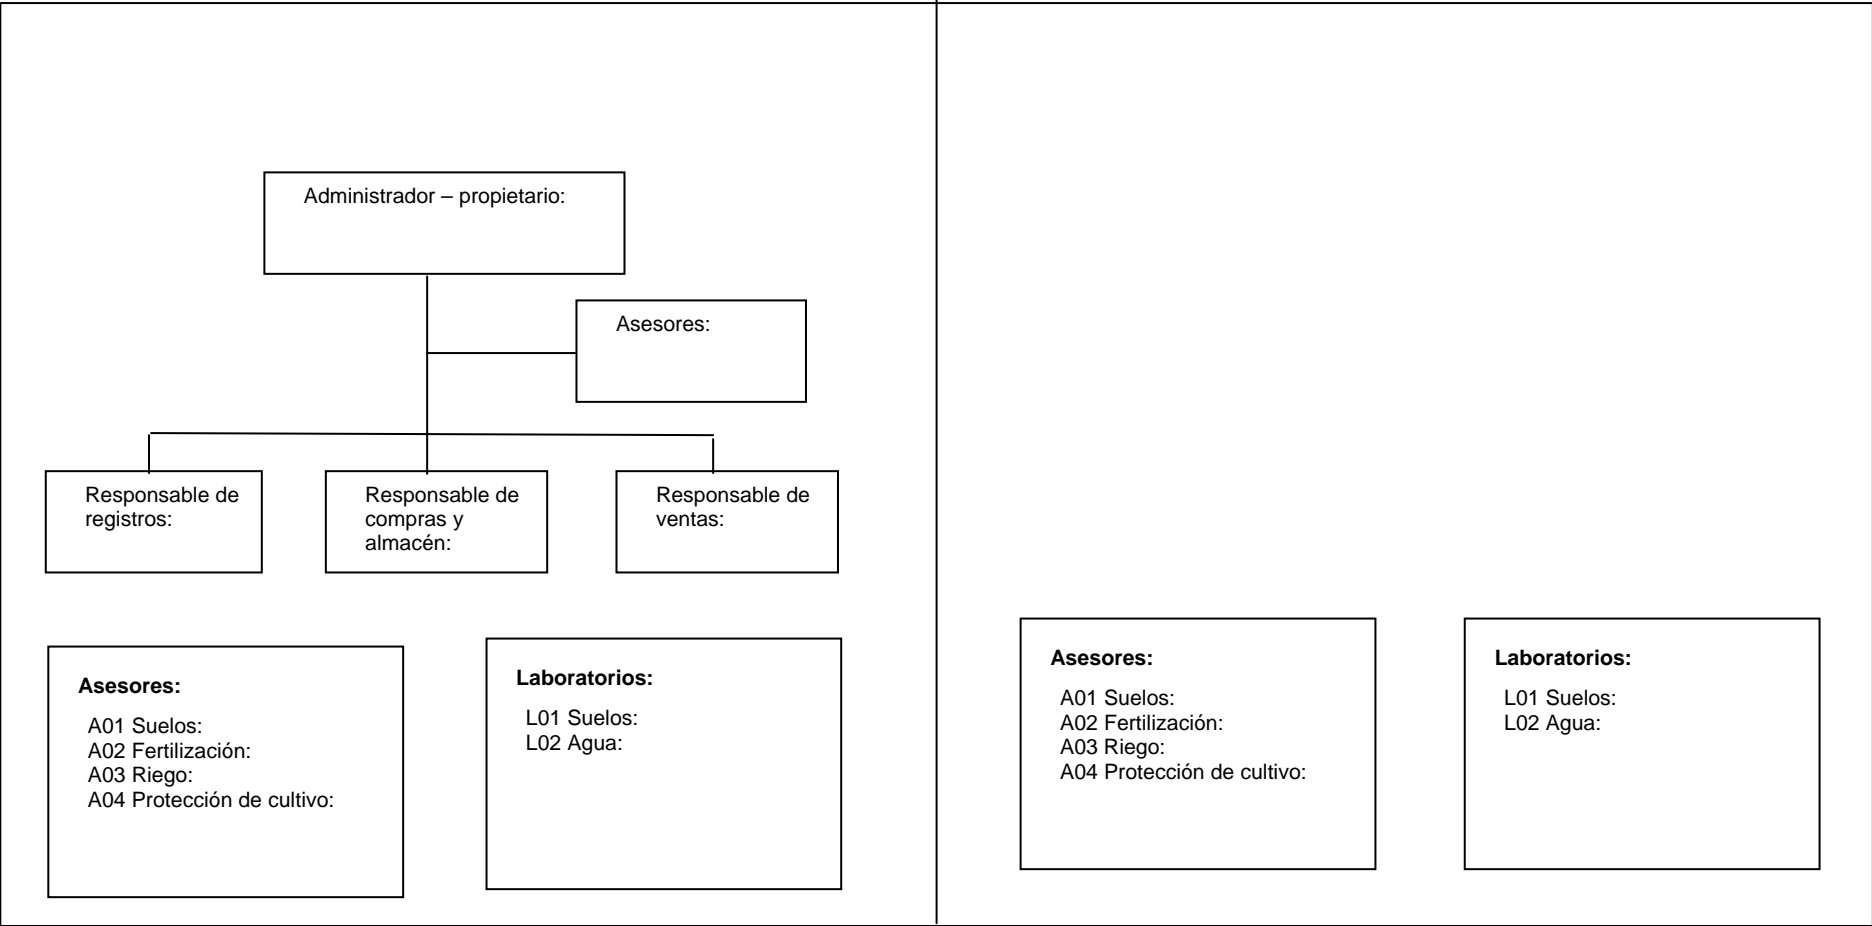 Administrador – propietario:
Asesores:
Responsable de
registros:
Responsable de
compras y
almacén:
Responsable de
ventas:
Asesores:
A01 Suelos:
A02 Fertilización:
A03 Riego:
A04 Protección de cultivo:
Laboratorios:
L01 Suelos:
L02 Agua:
Asesores:
A01 Suelos:
A02 Fertilización:
A03 Riego:
A04 Protección de cultivo:
Laboratorios:
L01 Suelos:
L02 Agua: